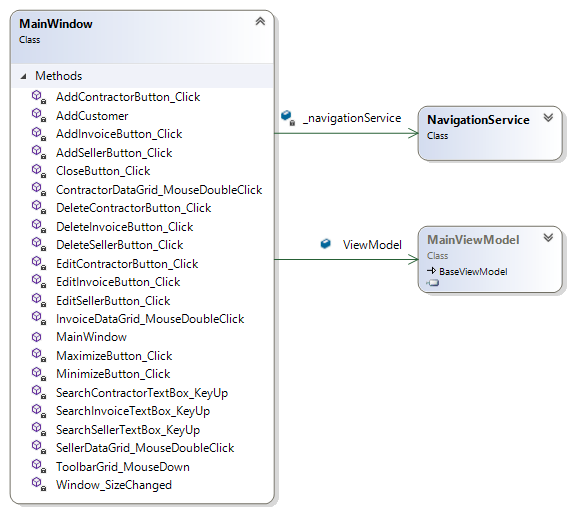 MainWindow
Class
Methods
AddContractorButton_Click
AddCustomer
AddInvoiceButton_Click
AddSellerButton_Click
CloseButton_Click
ContractorDataGrid_MouseDoubleClick
DeleteContractorButton_Click
DeleteInvoiceButton_Click
DeleteSellerButton_Click
EditContractorButton_Click
EditInvoiceButton_Click
EditSellerButton_Click
InvoiceDataGrid_MouseDoubleClick
MainWindow
MaximizeButton_Click
MinimizeButton_Click
SearchContractorTextBox_KeyUp
SearchInvoiceTextBox_KeyUp
SearchSellerTextBox_KeyUp
SellerDataGrid_MouseDoubleClick
ToolbarGrid_MouseDown
Window_SizeChanged
_navigationService
NavigationService
Class
ViewModel
MainViewModel
Class
BaseViewModel